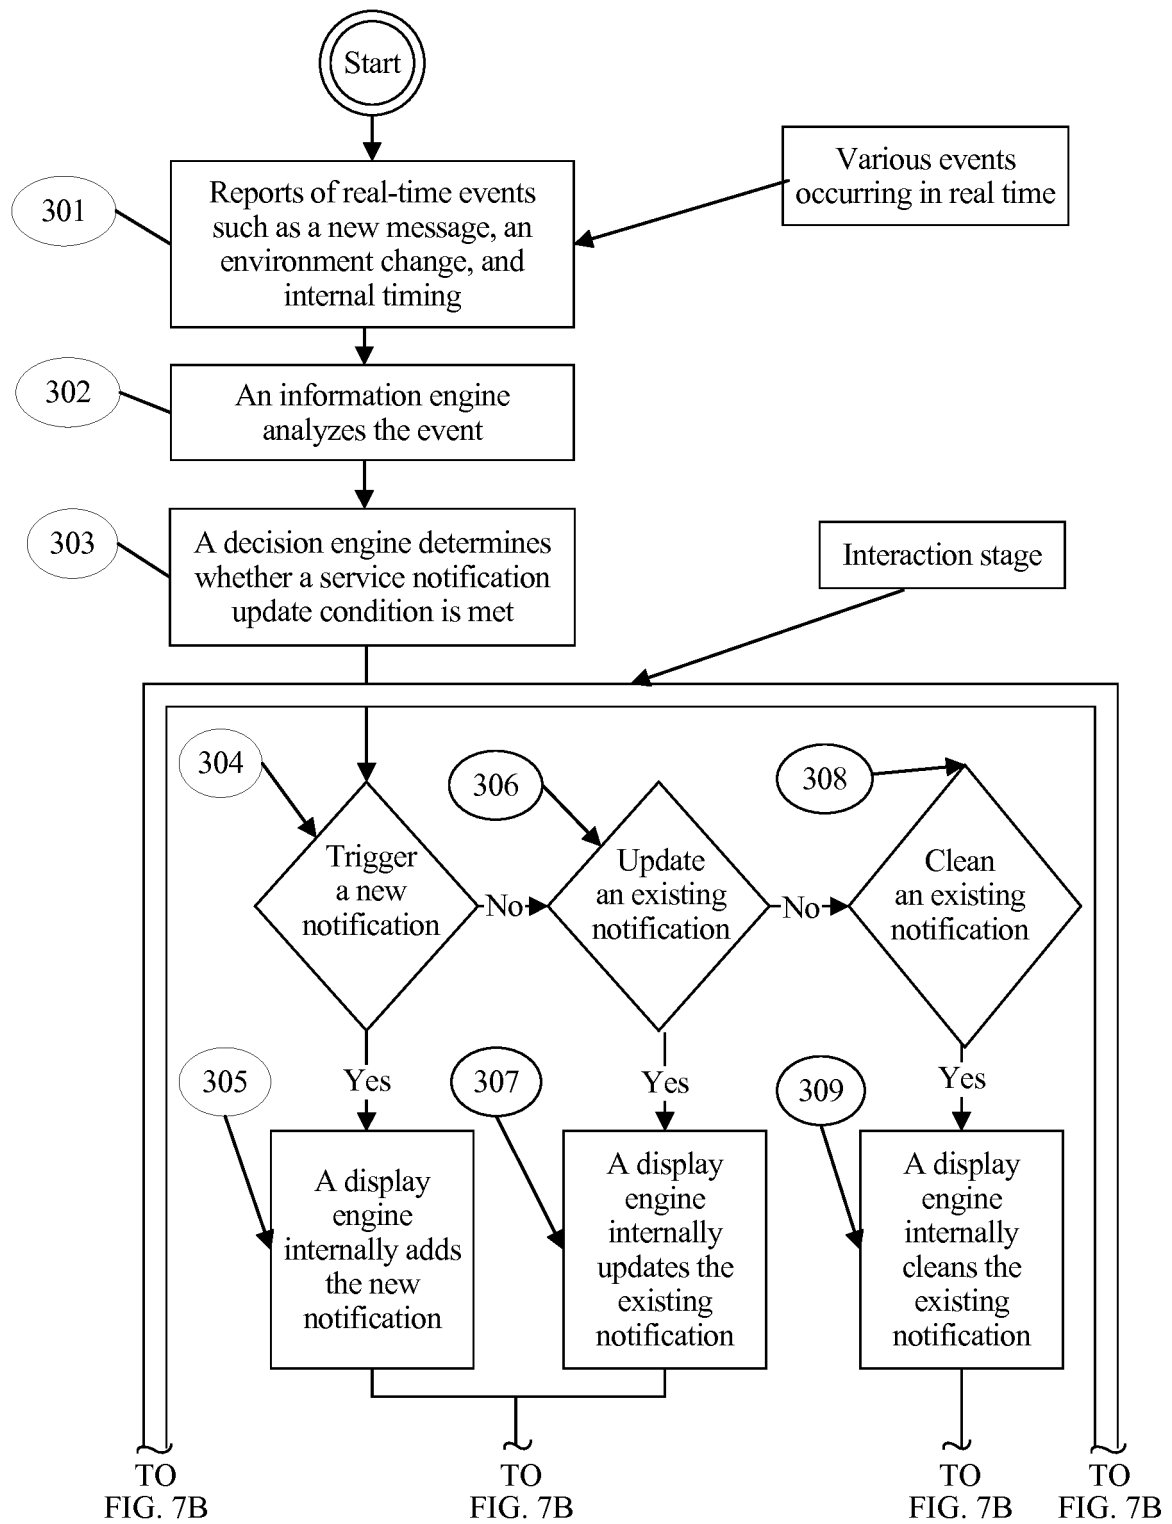 Start
Various events
occurring in real time
301
Reports of real-time events
such as a new message, an
environment change, and
internal timing
302
An information engine
analyzes the event
303
A decision engine determines
whether a service notification
update condition is met
Interaction stage
304
306
308
Trigger
a new
notification
No
Update
an existing
notification
No
Clean
an existing
notification
Yes
Yes
Yes
305
307
309
A display
engine
internally adds
the new
notification
A display
engine
internally
updates the
existing
notification
A display
engine
internally
cleans the
existing
notification
TO
FIG. 7B
TO
FIG. 7B
TO
FIG. 7B
TO
FIG. 7B